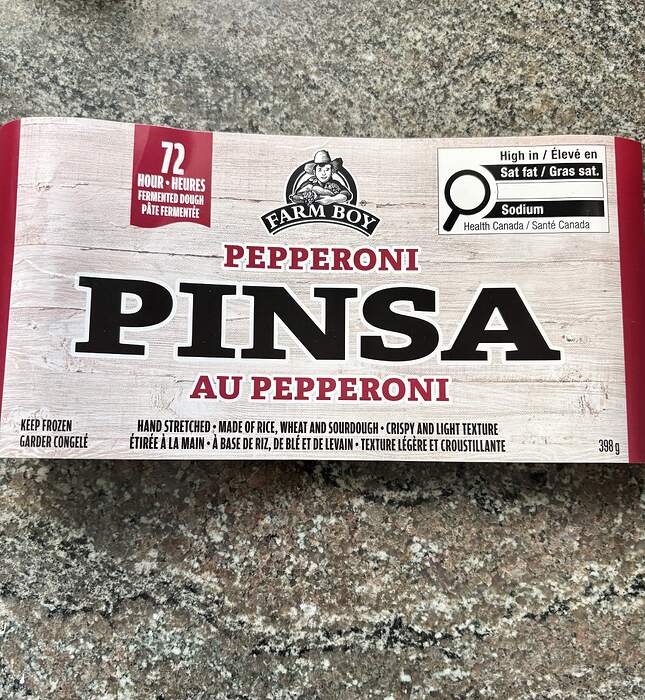 72
HOUR • HEURES
FERMENTED DOUGH
PÂTE FERMENTÉE
FARM BOY
High in / Élevé en
Sat fat / Gras sat.
Sodium
Health Canada / Santé Canada
PEPPERONI
PINSA
AU PEPPERONI
KEEP FROZEN
GARDER CONGELÉ
HAND STRETCHED • MADE OF RICE, WHEAT AND SOURDOUGH • CRISPY AND LIGHT TEXTURE
ÉTIRÉE À LA MAIN • À BASE DE RIZ, DE BLÉ ET DE LEVAIN • TEXTURE LÉGÈRE ET CROUSTILLANTE
398 g